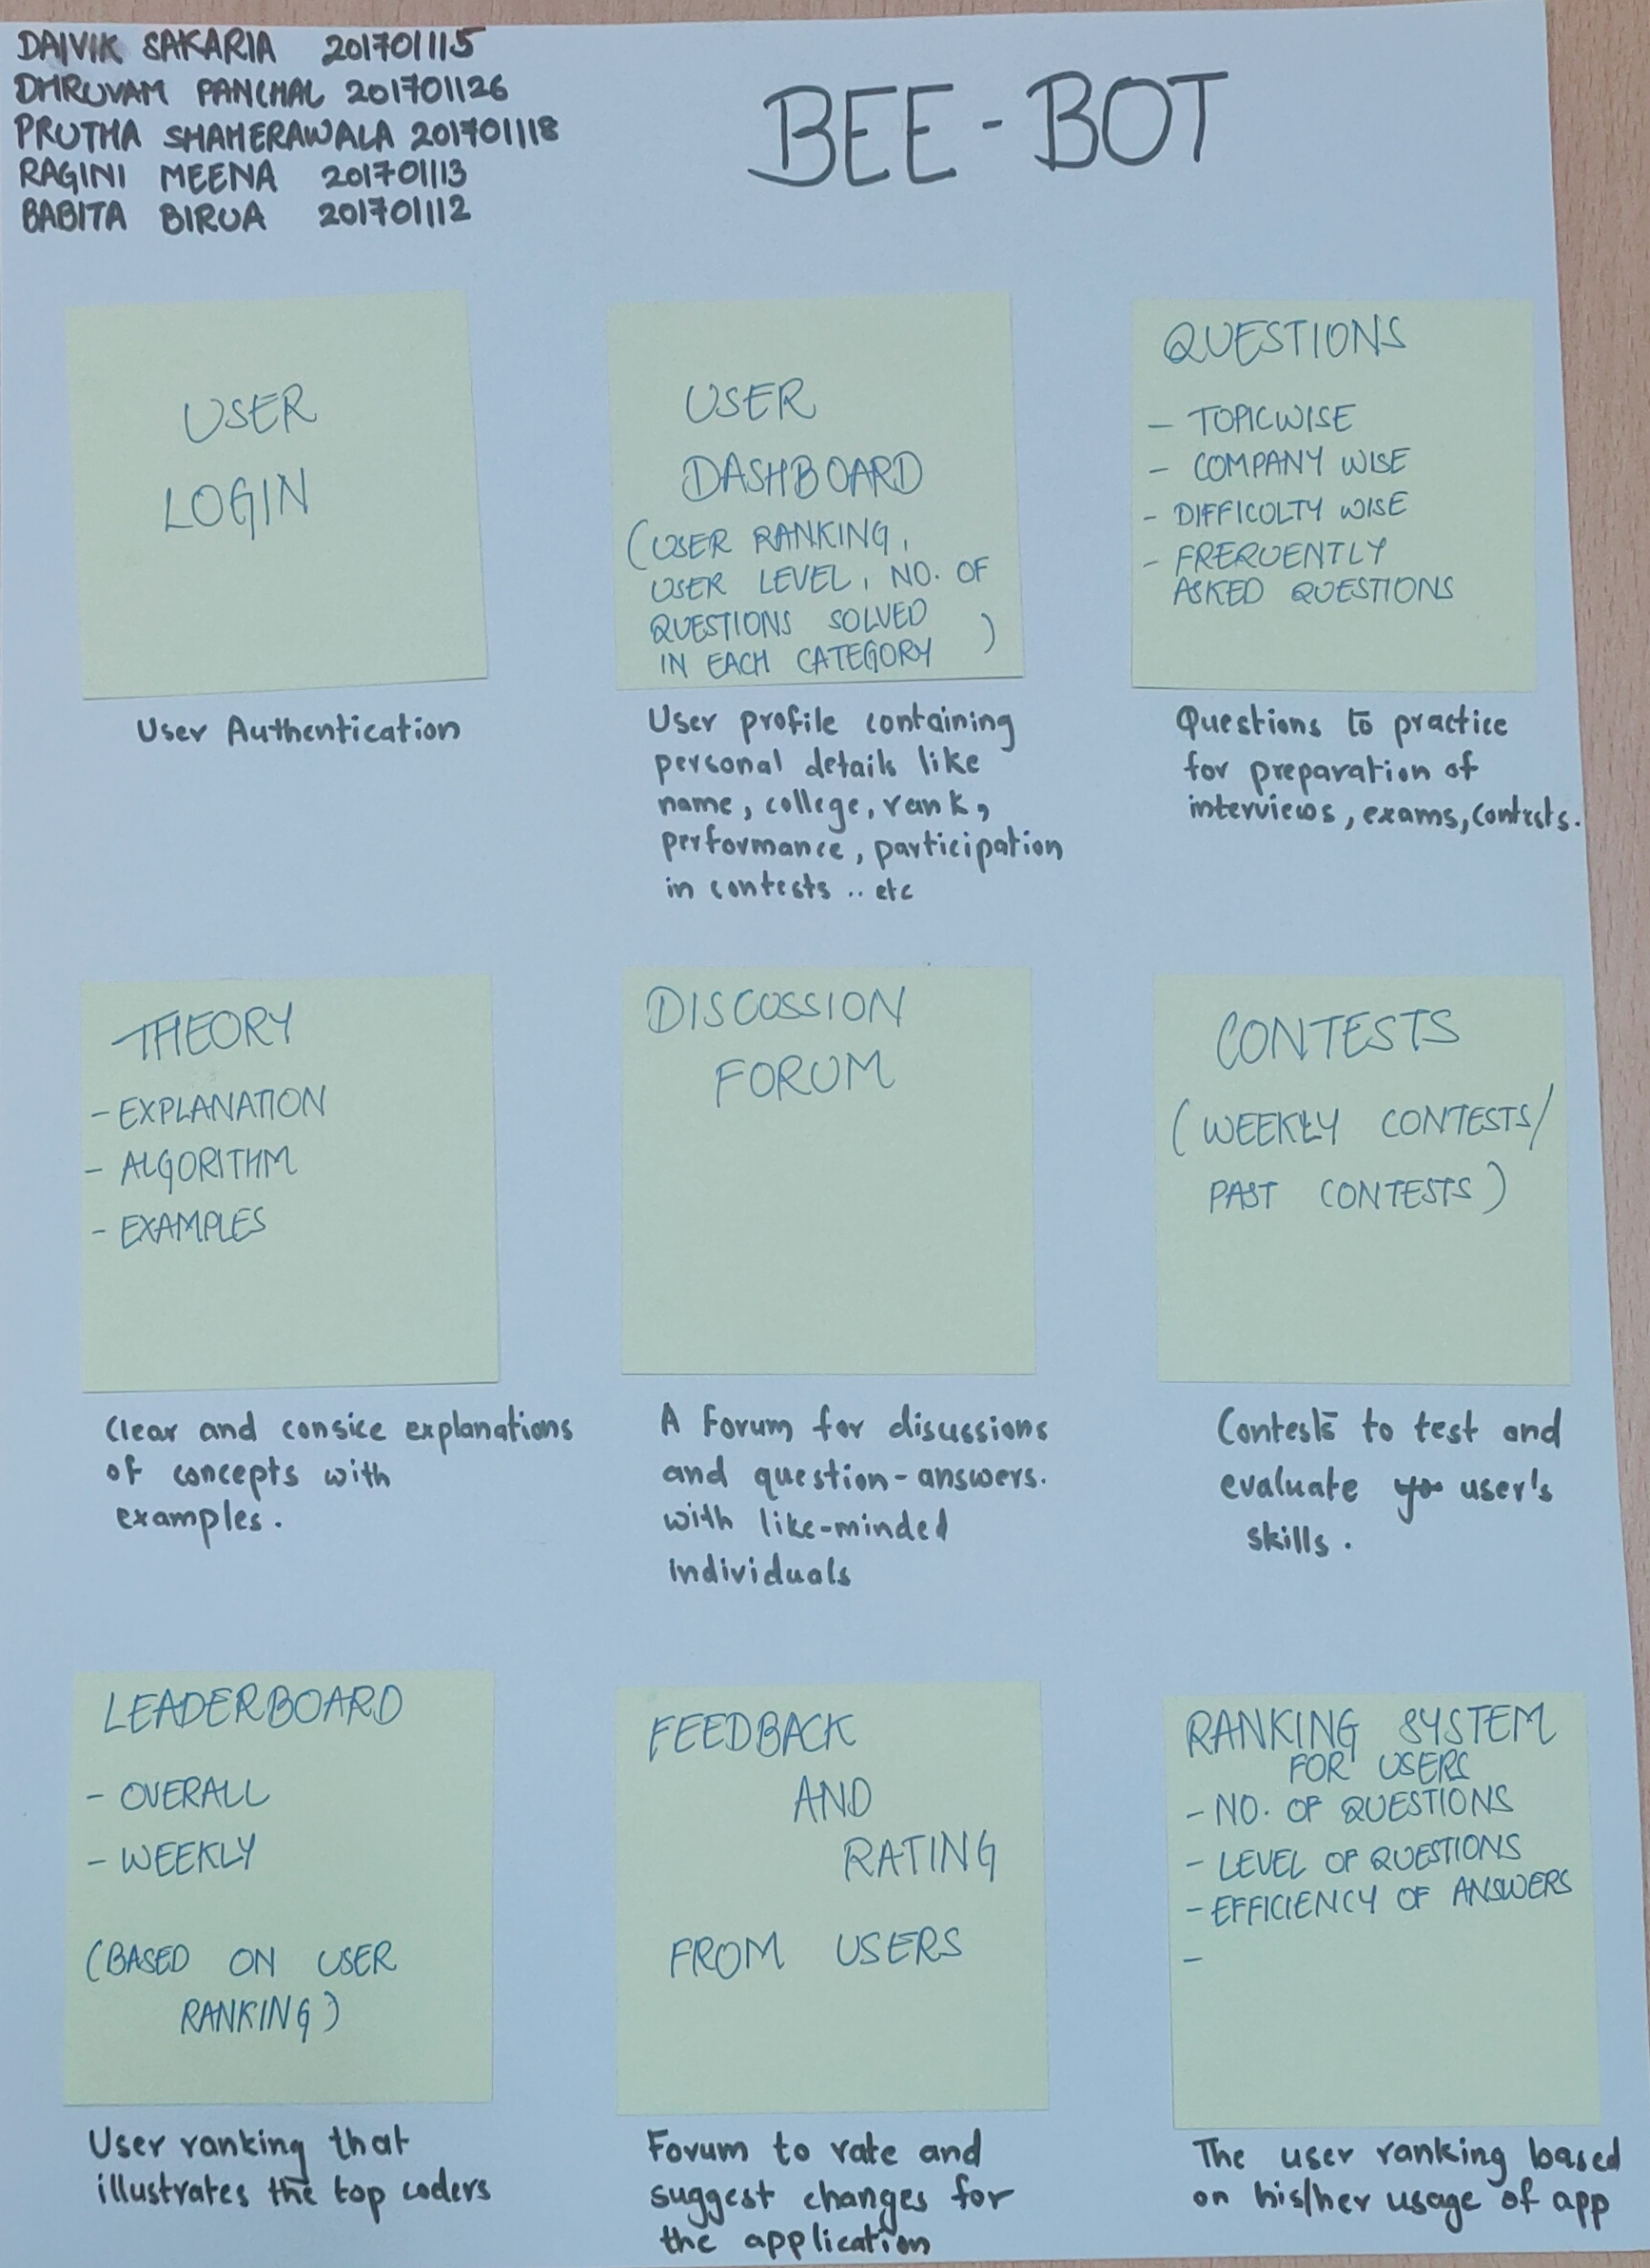 DAIVIK SAKARIA 201701115
DHRUVAM PANCHAL 201701126
PRUTHA SHAHERAWALA 201701118
RAGINI MEENA 201701113
BABITA BIRUA 201701112
BEE-BOT
USER
LOGIN
User Authentication
USER
DASHBOARD
(USER RANKING,
USER LEVEL, NO. OF
QUESTIONS SOLVED
IN EACH CATEGORY)
User profile containing
personal details like
name, college, rank,
performance, participation
in contests .. etc
QUESTIONS
- TOPICWISE
- COMPANY WISE
- DIFFICULTY WISE
- FREQUENTLY
ASKED QUESTIONS
Questions to practice
for preparation of
interviews, exams, contests.
THEORY
- EXPLANATION
- ALGORITHM
- EXAMPLES
Clear and consice explanations
of concepts with
examples.
DISCUSSION
FORUM
A Forum for disussions
and question-answers.
with like-minded
individuals
CONTESTS
(WEEKLY CONTESTS/
PAST CONTESTS)
Contests to test and
evaluate user's
skills.
LEADERBOARD
- OVERALL
- WEEKLY
(BASED ON USER
RANKING)
User ranking that
illustrates the top coders
FEEDBACK
AND
RATING
FROM USERS
Forum to rate and
suggest changes for
the application
RANKING SYSTEM
FOR USERS
- NO. OF QUESTIONS
- LEVEL OF QUESTIONS
- EFFICIENCY OF ANSWERS
-
The user ranking based
on his/her usage of app